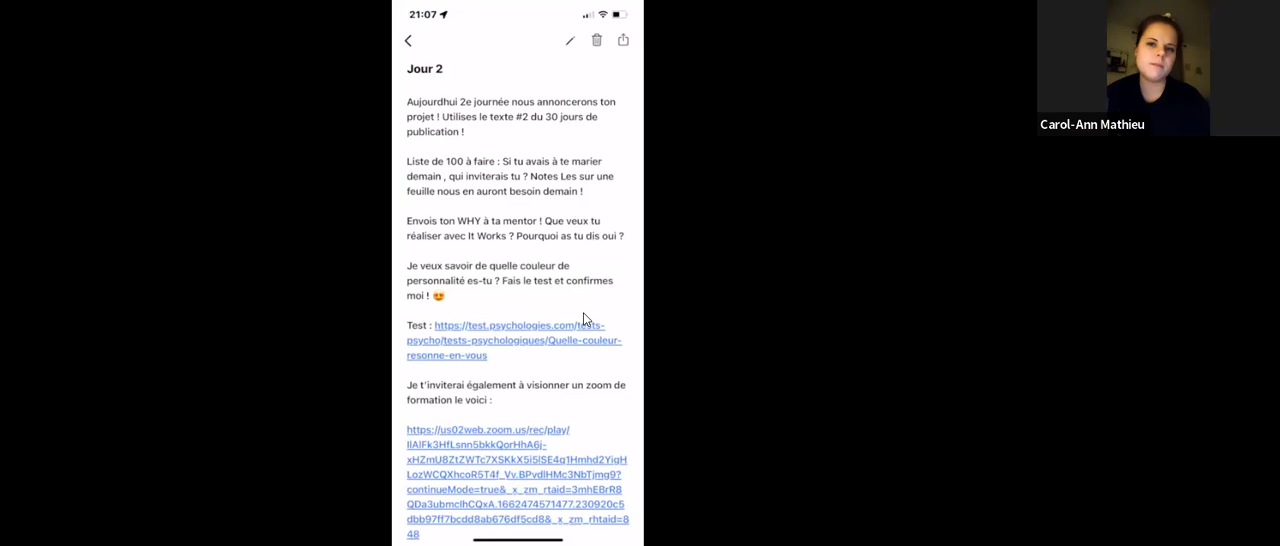 21:07
Jour 2
Aujourdhui 2e journée nous annoncerons ton
projet ! Utilises le texte #2 du 30 jours de
publication !
Liste de 100 à faire : Si tu avais à te marier
demain , qui inviterais tu ? Notes Les sur une
feuille nous en auront besoin demain !
Envois ton WHY à ta mentor ! Que veux tu
réaliser avec It Works ? Pourquoi as tu dis oui ?
Je veux savoir de quelle couleur de
personnalité es-tu ? Fais le test et confirmes
moi ! 😍
Test : https://test.psychologies.com/tests-
psycho/tests-psychologiques/Quelle-couleur-
resonne-en-vous
Je t'inviterai également à visionner un zoom de
formation le voici :
https://us02web.zoom.us/rec/play/
IlAlFk3HfLsnn5bkkQorHhA6j-
xHZmU8ZtZWTc7XSKkX5i5lSE4g1Hmhd2YigH
LozWCQXhcoR5T4f_Vv.BPvdlHMc3NbTjmg9?
continueMode=true&_x_zm_rtaid=3mhEBrR8
QDa3ubmclhCQxA.1662474571477.230920c5
dbb97ff7bcdd8ab676df5cd8&_x_zm_rhtaid=8
48
Carol-Ann Mathieu